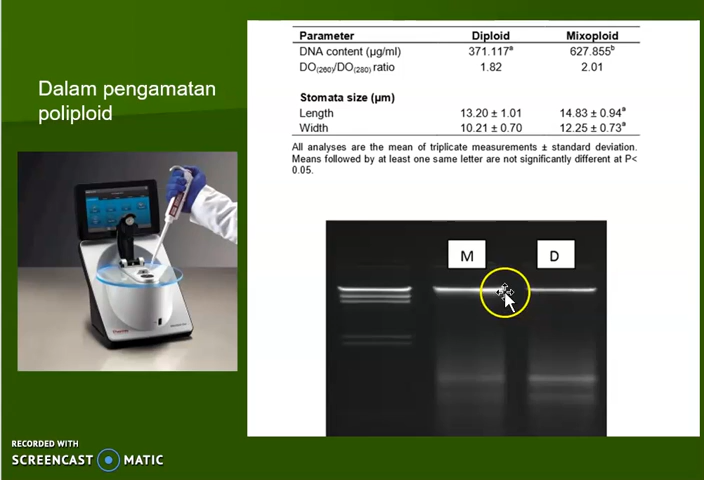 Dalam pengamatan
poliploid
Parameter Diploid Mixoploid
DNA content (µg/ml) 371.117ᵃ 627.855ᵇ
DO(260)/DO(280) ratio 1.82 2.01
Stomata size (µm)
Length 13.20 ± 1.01 14.83 ± 0.94ᵃ
Width 10.21 ± 0.70 12.25 ± 0.73ᵃ
All analyses are the mean of triplicate measurements ± standard deviation.
Means followed by at least one same letter are not significantly different at P<
0.05.
M D
RECORDED WITH
SCREENCAST MATIC